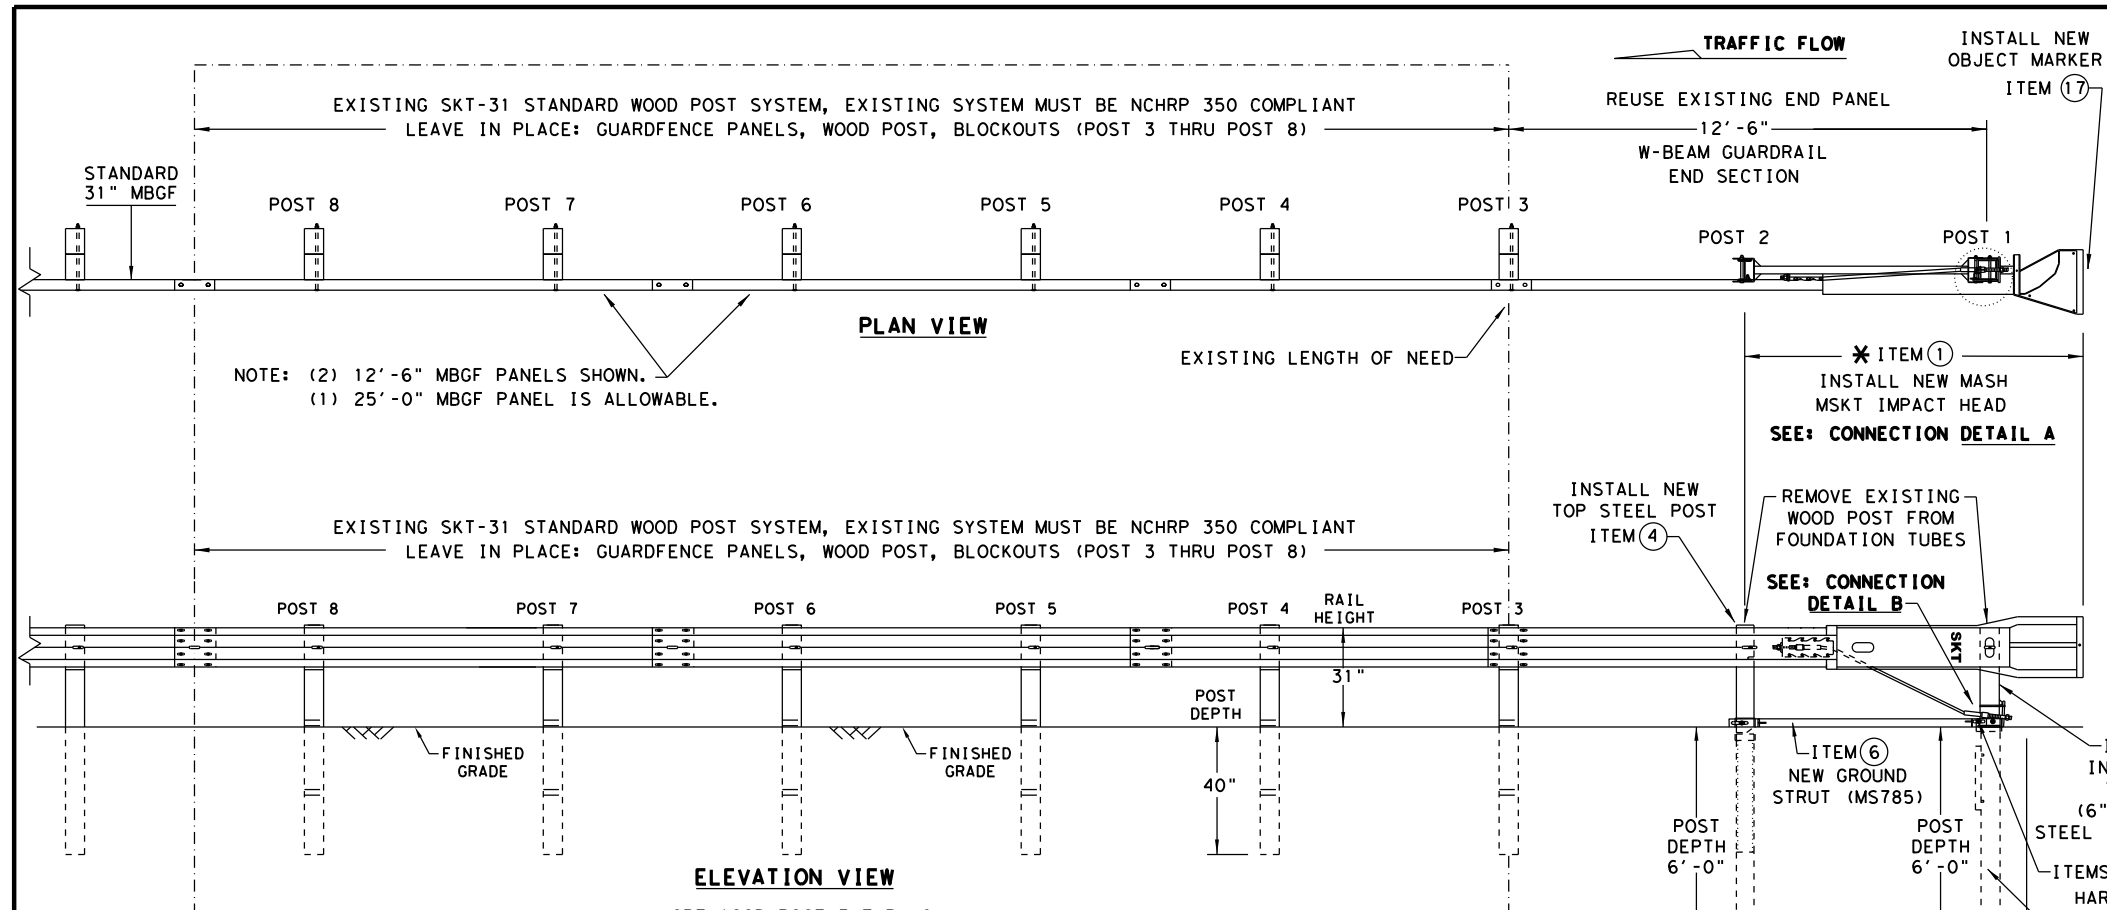 TRAFFIC FLOW
INSTALL NEW
OBJECT MARKER
ITEM 17
EXISTING SKT-31 STANDARD WOOD POST SYSTEM, EXISTING SYSTEM MUST BE NCHRP 350 COMPLIANT
LEAVE IN PLACE: GUARDFENCE PANELS, WOOD POST, BLOCKOUTS (POST 3 THRU POST 8)
REUSE EXISTING END PANEL
12'-6"
W-BEAM GUARDRAIL
END SECTION
STANDARD
31" MBGF
POST 8
POST 7
POST 6
POST 5
POST 4
POST 3
POST 2
POST 1
PLAN VIEW
NOTE: (2) 12'-6" MBGF PANELS SHOWN.
(1) 25'-0" MBGF PANEL IS ALLOWABLE.
EXISTING LENGTH OF NEED
* ITEM 1
INSTALL NEW MASH
MSKT IMPACT HEAD
SEE: CONNECTION DETAIL A
EXISTING SKT-31 STANDARD WOOD POST SYSTEM, EXISTING SYSTEM MUST BE NCHRP 350 COMPLIANT
LEAVE IN PLACE: GUARDFENCE PANELS, WOOD POST, BLOCKOUTS (POST 3 THRU POST 8)
INSTALL NEW
TOP STEEL POST
ITEM 4
REMOVE EXISTING
WOOD POST FROM
FOUNDATION TUBES
SEE: CONNECTION
DETAIL B
POST 8
POST 7
POST 6
POST 5
POST 4
RAIL
HEIGHT
POST 3
SKT
31"
POST
DEPTH
40"
FINISHED
GRADE
FINISHED
GRADE
ITEM 6
NEW GROUND
STRUT (MS785)
POST
DEPTH
6'-0"
POST
DEPTH
6'-0"
IN
(6"
STEEL
ITEMS
HAR
ELEVATION VIEW